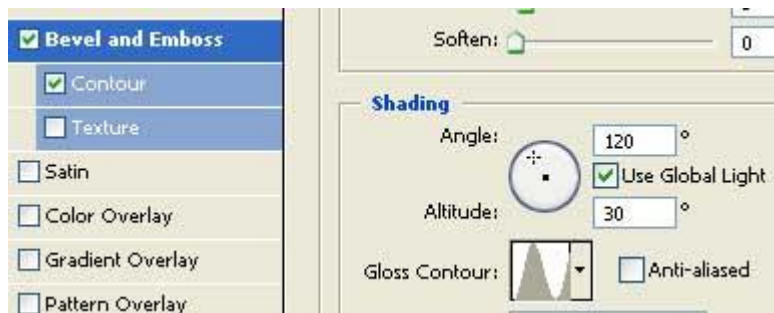 Bevel and Emboss
Contour
Texture
Satin
Color Overlay
Gradient Overlay
Pattern Overlay
Soften: 0
Shading
Angle: 120 °
Use Global Light
Altitude: 30 °
Gloss Contour: Anti-aliased